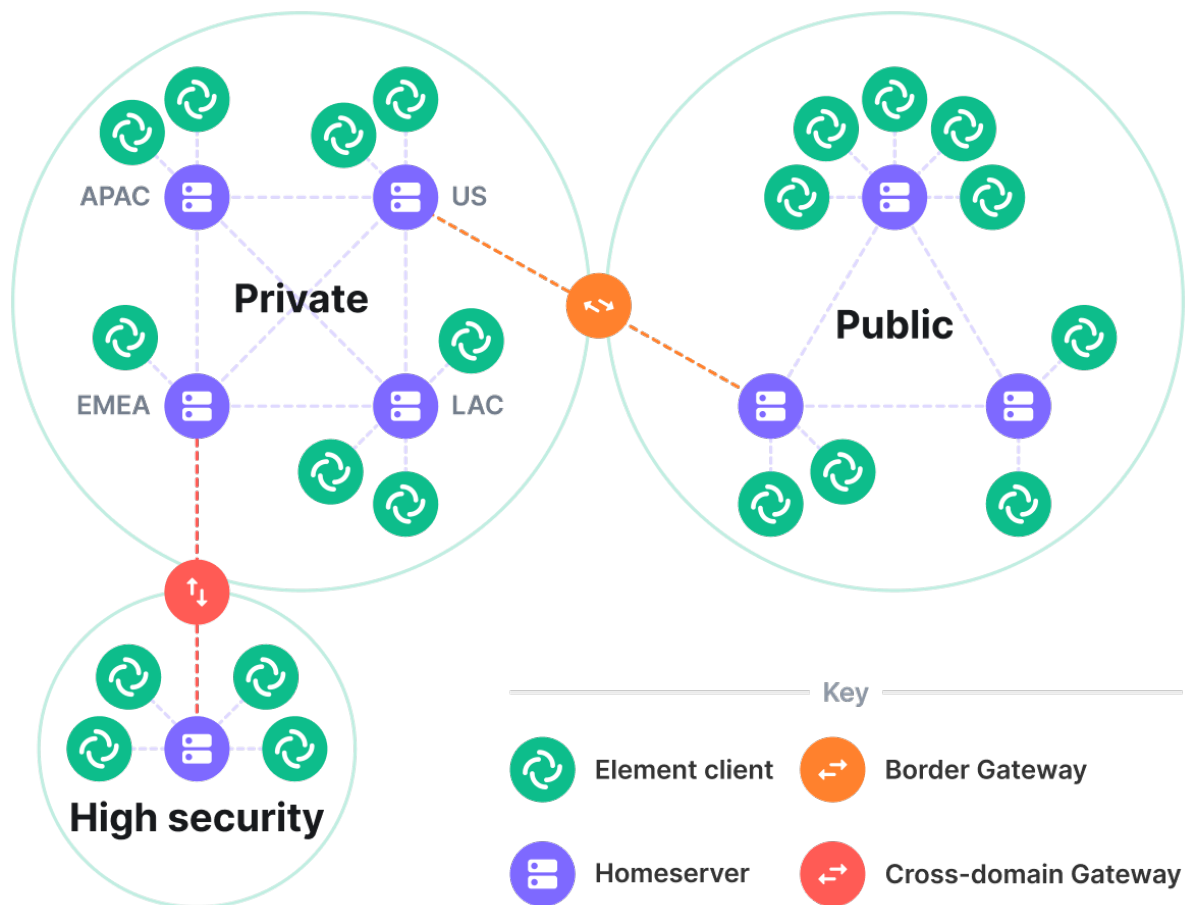 APAC
US
Private
Public
EMEA
LAC
High security
Key
Element client
Border Gateway
Homeserver
Cross-domain Gateway